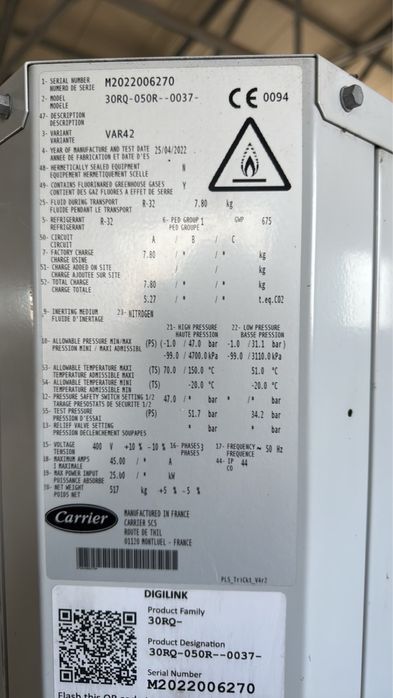 1- SERIAL NUMBER M2022006270
NUMERO DE SERIE
2- MODEL 30RQ-050R--0037-
MODELE
CE 0094
47- DESCRIPTION
DESCRIPTION
3- VARIANT VAR42
VARIANTE
4- YEAR OF MANUFACTURE AND TEST DATE 25/04/2022
ANNEE DE FABRICATION ET DATE D'ES
48- HERMETICALLY SEALED EQUIPMENT N
EQUIPEMENT HERMETIQUEMENT SCELLE
49- CONTAINS FLUORINARED GREENHOUSE GASES Y
CONTIENT DES GAZ FLUORES A EFFET DE SERRE
25- FLUID DURING TRANSPORT R-32 7.80 kg
FLUIDE PENDANT LE TRANSPORT
5- REFRIGERANT R-32 6- PED GROUP 1 GWP 675
REFRIGERANT PED GROUPE
50- CIRCUIT A / B / C
CIRCUIT
7- FACTORY CHARGE 7.80 / * / * kg
CHARGE USINE
51- CHARGE ADDED ON SITE / / kg
CHARGE AJOUTEE SUR SITE
52- TOTAL CHARGE 7.80 / * / * kg
CHARGE TOTALE
5.27 / * / * t.eq.CO2
9- INERTING MEDIUM 23- NITROGEN
FLUIDE D'INERTAGE
21- HIGH PRESSURE 22- LOW PRESSURE
HAUTE PRESSION BASSE PRESSION
10- ALLOWABLE PRESSURE MIN/MAX (PS) (-1.0 / 47.0 bar -1.0 /31.1) bar
PRESSION MINI / MAXI ADMISSIBL -99.0 / 4700.0 kPa -99.0 /3110.0 kPa
53- ALLOWABLE TEMPERATURE MAXI (TS) 70.0 / 150.0 °C 51.0 °C
TEMPERATURE ADMISSIBLE MAXI
54- ALLOWABLE TEMPERATURE MINI (TS) -20.0 °C -20.0 °C
TEMPERATURE ADMISSIBLE MIN
12- PRESSURE SAFETY SWITCH SETTING 1/2 47.0 / * bar * / * bar
TARAGE PRESOSTATS DE SECURITE 1/2
55- TEST PRESSURE (PS) 51.7 bar 34.2 bar
PRESSION D'ESSAI
13- RELIEF VALVE SETTING * bar * bar
PRESSION DECLENCHEMENT SOUPAPES
15- VOLTAGE 400 V +10 % -10 % 16- PHASES 3 17- FREQUENCY ~ 50 Hz
TENSION PHASES FREQUENCE
18- MAXIMUM AMPS 45.00 / * A 44- IP 44
I MAXIMALE CO
19- MAX POWER INPUT 25.00 / * kW
PUISSANCE ABSORBE
NET WEIGHT 517 kg +5 % -5 %
POIDS NET
Carrier
MANUFACTURED IN FRANCE
CARRIER SCS
ROUTE DE THIL
01120 MONTLUEL - FRANCE
PLS_TriCkt_V4r2
DIGILINK
Product Family
30RQ-
Product Designation
30RQ-050R--0037-
Serial Number
M2022006270